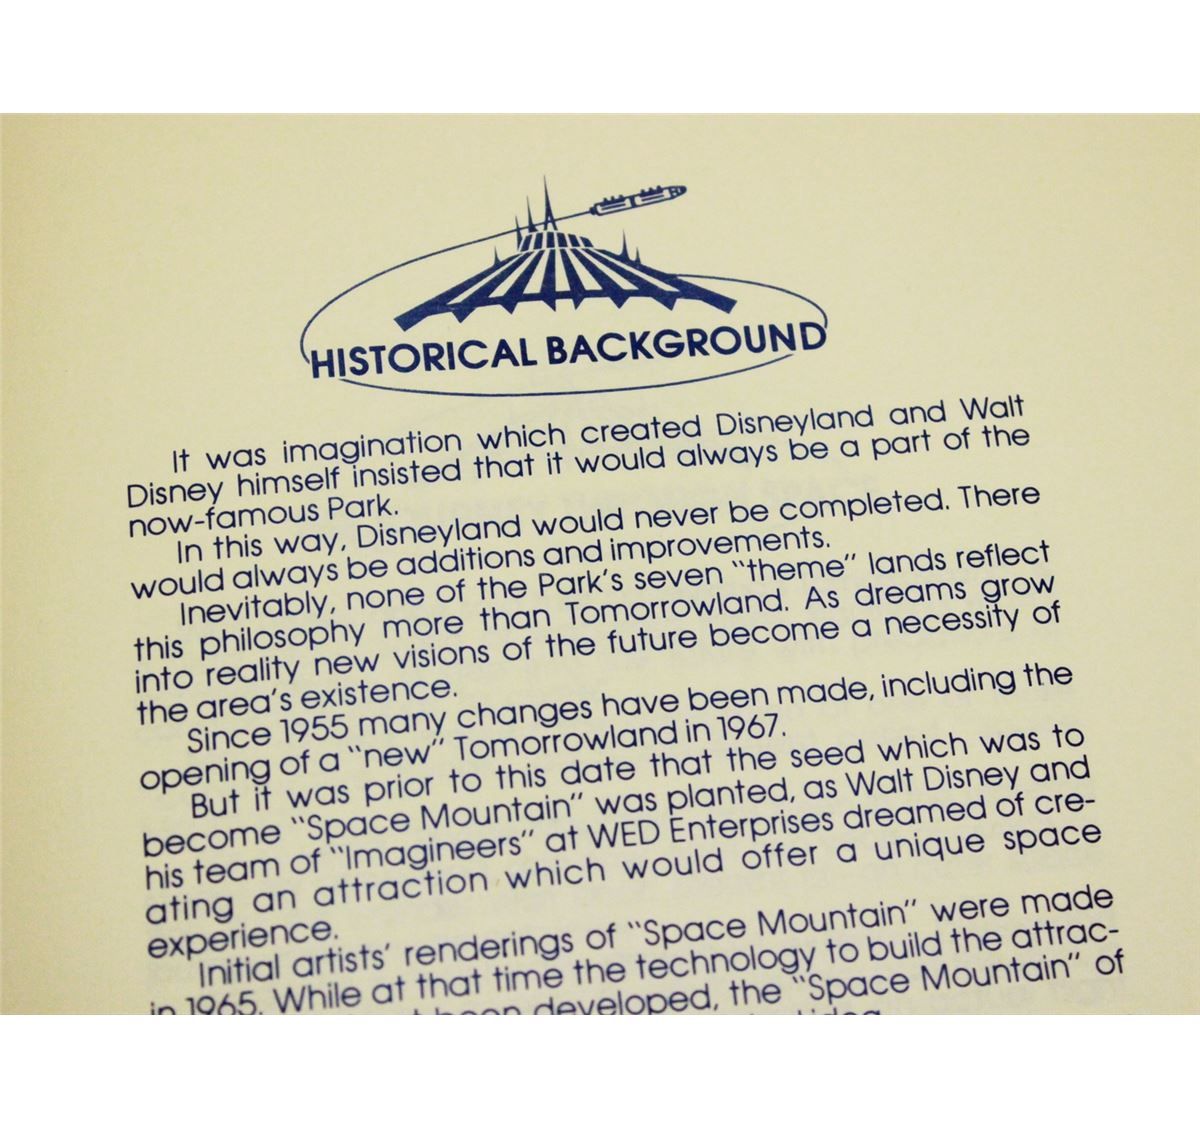 HISTORICAL BACKGROUND
It was imagination which created Disneyland and Walt
Disney himself insisted that it would always be a part of the
now-famous Park.
In this way, Disneyland would never be completed. There
would always be additions and improvements.
Inevitably, none of the Park's seven "theme" lands reflect
this philosophy more than Tomorrowland. As dreams grow
into reality new visions of the future become a necessity of
the area's existence.
Since 1955 many changes have been made, including the
opening of a "new" Tomorrowland in 1967.
But it was prior to this date that the seed which was to
become "Space Mountain" was planted, as Walt Disney and
his team of "Imagineers" at WED Enterprises dreamed of cre-
ating an attraction which would offer a unique space
experience.
Initial artists' renderings of "Space Mountain" were made
in 1965. While at that time the technology to build the attrac-
been developed, the "Space Mountain" of